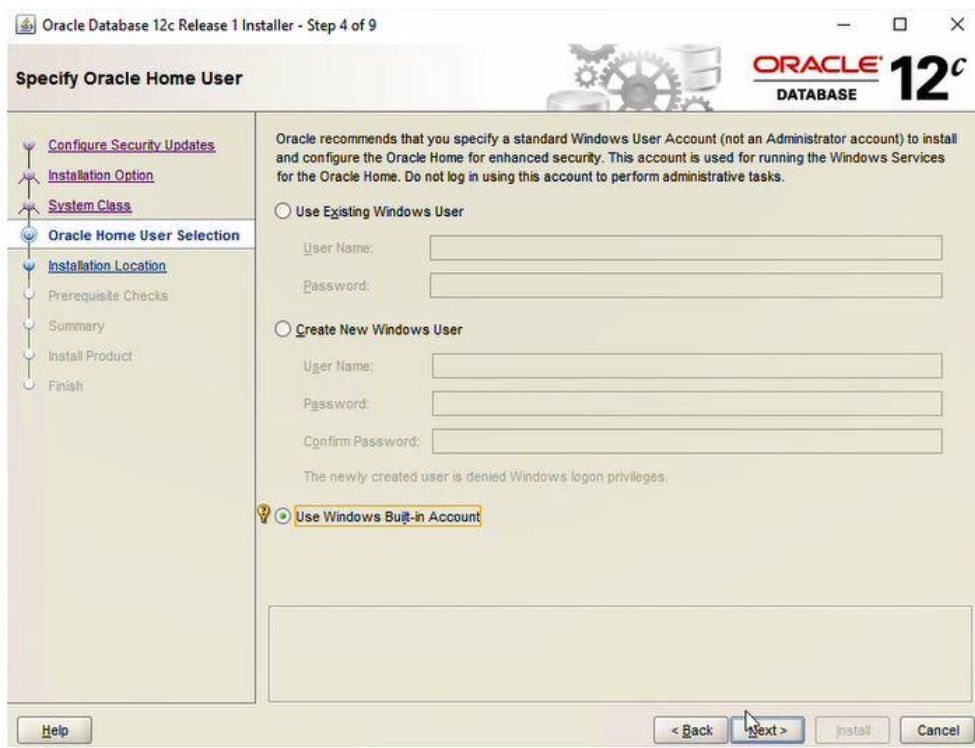 Oracle Database 12c Release 1 Installer - Step 4 of 9
Specify Oracle Home User
ORACLE
DATABASE
12c
Configure Security Updates
Installation Option
System Class
Oracle Home User Selection
Installation Location
Prerequisite Checks
Summary
Install Product
Finish
Oracle recommends that you specify a standard Windows User Account (not an Administrator account) to install
and configure the Oracle Home for enhanced security. This account is used for running the Windows Services
for the Oracle Home. Do not log in using this account to perform administrative tasks.
Use Existing Windows User
User Name:
Password:
Create New Windows User
User Name:
Password:
Confirm Password:
The newly created user is denied Windows logon privileges.
Use Windows Built-in Account
Help
< Back
Next >
Install
Cancel